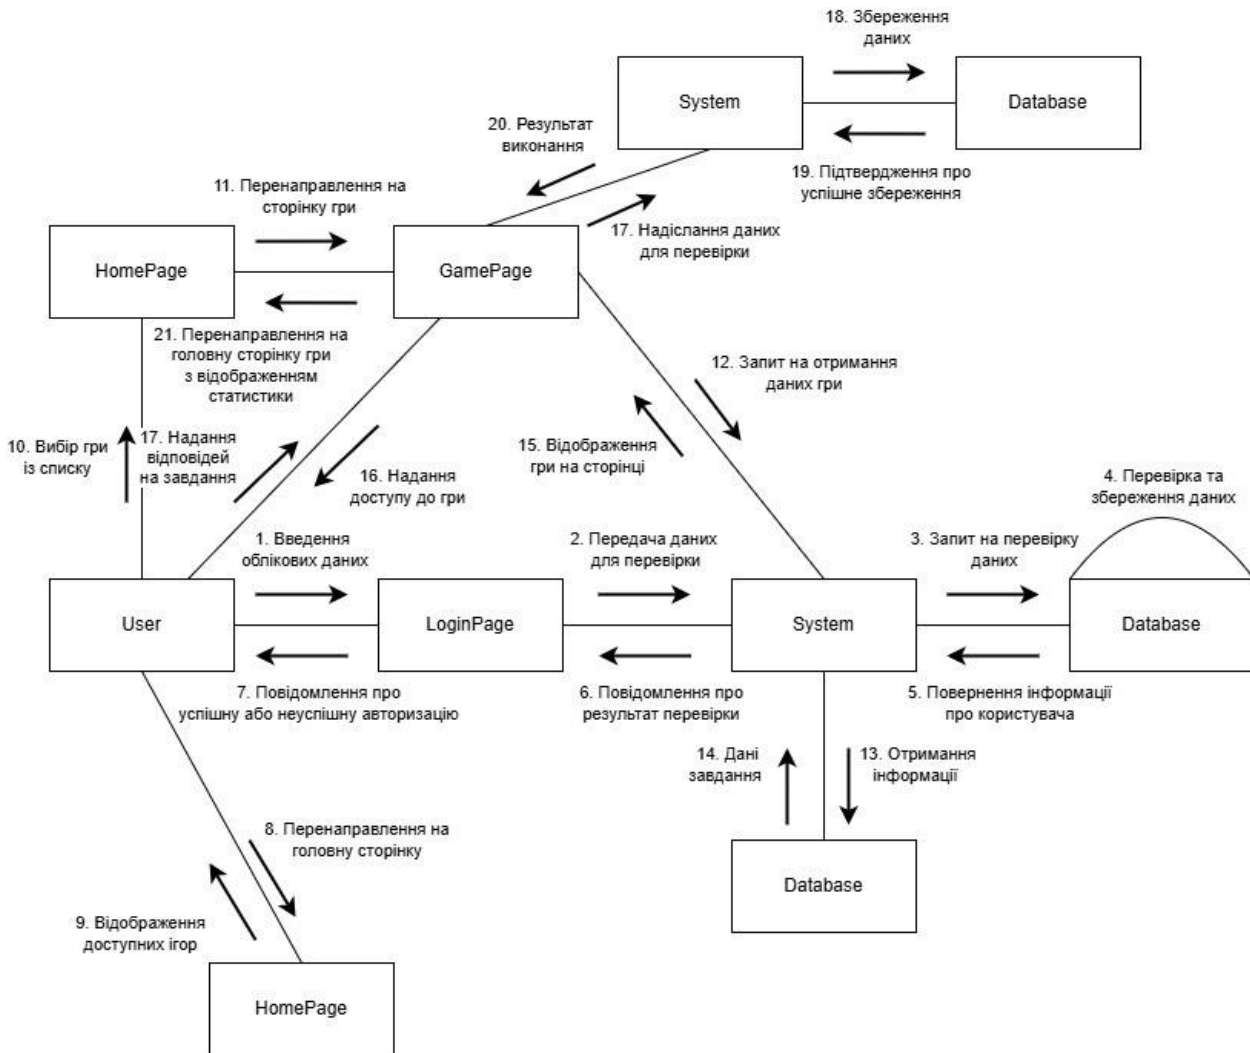 18. Збереження
даних
System
Database
20. Результат
виконання
19. Підтвердження про
успішне збереження
11. Перенаправлення на
сторінку гри
17. Надіслання даних
для перевірки
HomePage
GamePage
21. Перенаправлення на
головну сторінку гри
з відображенням
статистики
12. Запит на отримання
даних гри
10. Вибір гри
із списку
17. Надання
відповідей
на завдання
15. Відображення
гри на сторінці
16. Надання
доступу до гри
4. Перевірка та
збереження даних
1. Введення
облікових даних
2. Передача даних
для перевірки
3. Запит на перевірку
даних
User
LoginPage
System
Database
7. Повідомлення про
успішну або неуспішну авторизацію
6. Повідомлення про
результат перевірки
5. Повернення інформації
про користувача
14. Дані
завдання
13. Отримання
інформації
8. Перенаправлення на
головну сторінку
Database
9. Відображення
доступних ігор
HomePage